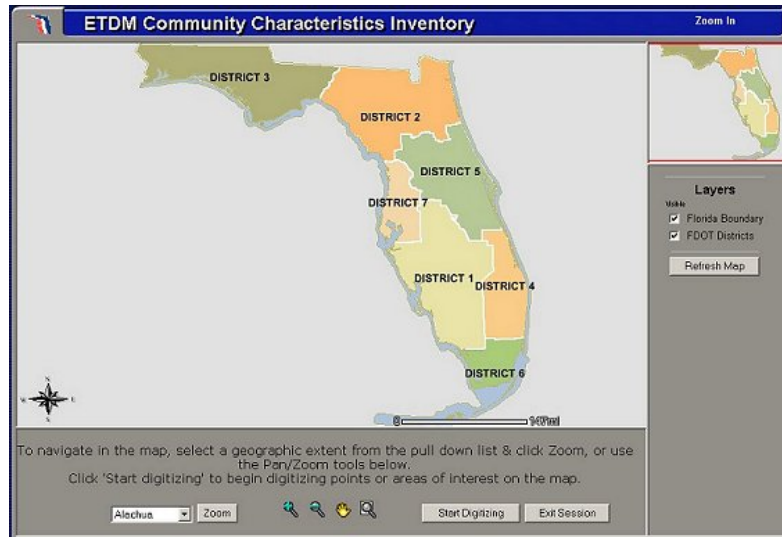 ETDM Community Characteristics Inventory
Zoom In
DISTRICT 3
DISTRICT 2
DISTRICT 5
DISTRICT 7
DISTRICT 1
DISTRICT 4
DISTRICT 6
0 147mi
Layers
Visible
Florida Boundary
FDOT Districts
Refresh Map
To navigate in the map, select a geographic extent from the pull down list & click Zoom, or use
the Pan/Zoom tools below.
Click 'Start digitizing' to begin digitizing points or areas of interest on the map.
Alachua Zoom Start Digitizing Exit Session